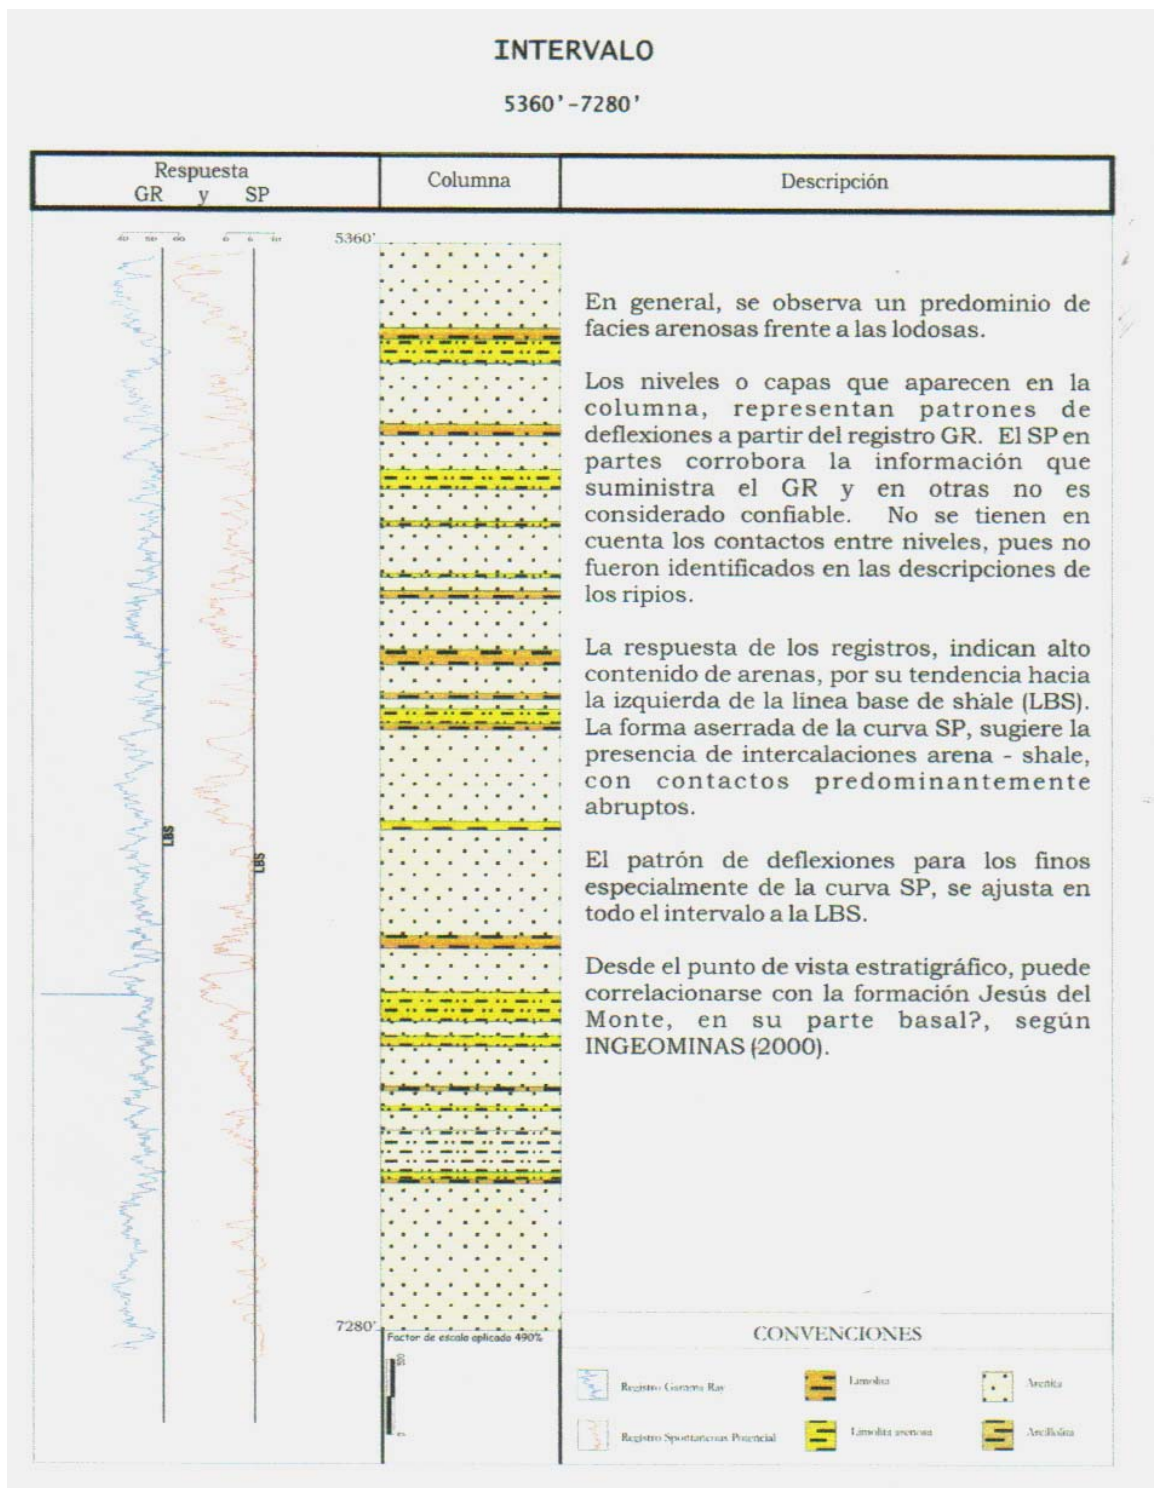 INTERVALO
5360'-7280'
Respuesta
GR y SP
Columna
Descripción
40 50 60
5360'
En general, se observa un predominio de
facies arenosas frente a las lodosas.
Los niveles o capas que aparecen en la
columna, representan patrones de
deflexiones a partir del registro GR. El SP en
partes corrobora la información que
suministra el GR y en otras no es
considerado confiable. No se tienen en
cuenta los contactos entre niveles, pues no
fueron identificados en las descripciones de
los ripios.
La respuesta de los registros, indican alto
contenido de arenas, por su tendencia hacia
la izquierda de la línea base de shale (LBS).
La forma aserrada de la curva SP, sugiere la
presencia de intercalaciones arena - shale,
con contactos predominantemente
abruptos.
El patrón de deflexiones para los finos
especialmente de la curva SP, se ajusta en
todo el intervalo a la LBS.
Desde el punto de vista estratigráfico, puede
correlacionarse con la formación Jesús del
Monte, en su parte basal?, según
INGEOMINAS (2000).
LBS
LBS
7280'
Factor de escala aplicado 490%
500
0
CONVENCIONES
Registro Gamma Ray
Limolita
Arenita
Registro Spontaneous Potencial
Limolita arenosa
Arcillolita